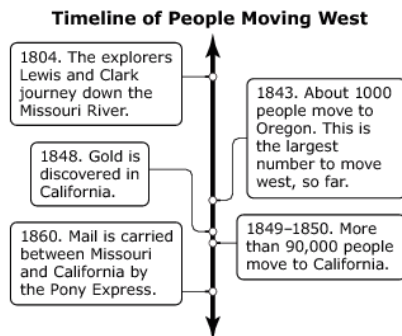 Timeline of People Moving West
1804. The explorers
Lewis and Clark
journey down the
Missouri River.
1843. About 1000
people move to
Oregon. This is
the largest
number to move
west, so far.
1848. Gold is
discovered in
California.
1849–1850. More
than 90,000 people
move to California.
1860. Mail is carried
between Missouri
and California by
the Pony Express.